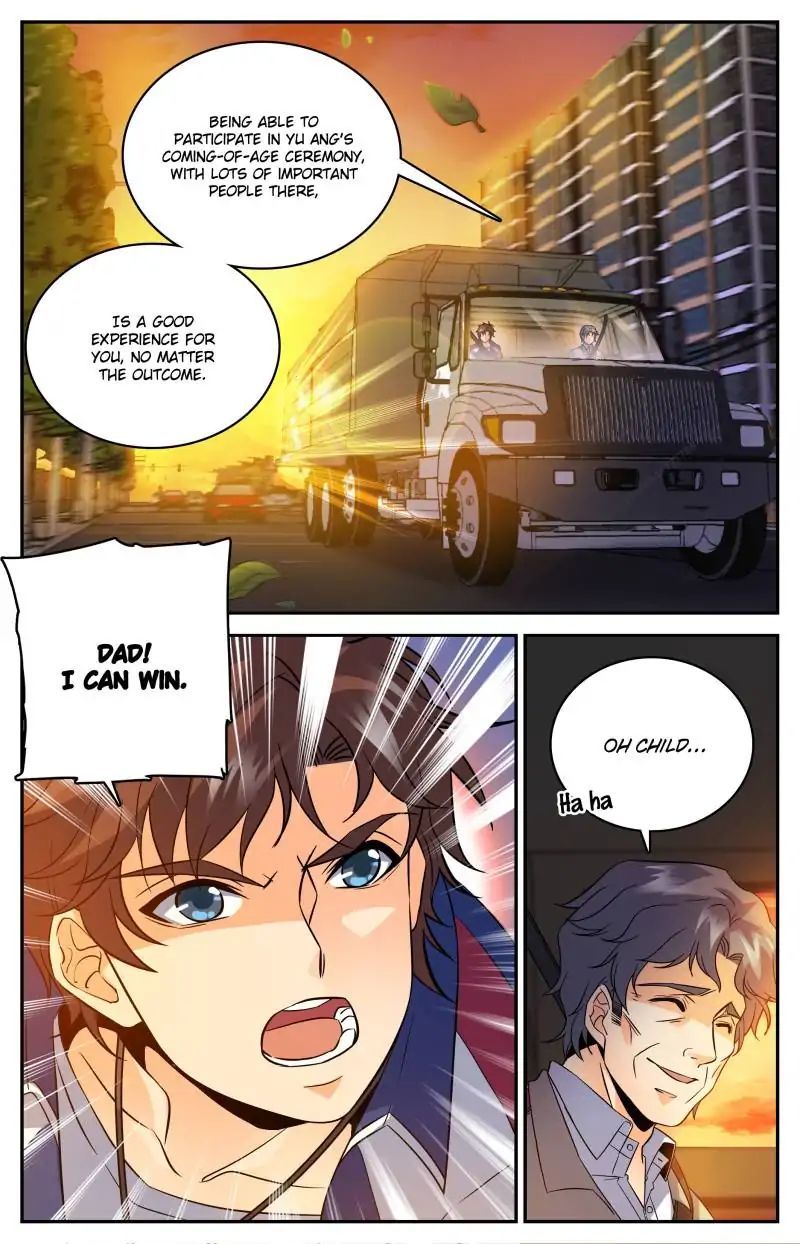 BEING ABLE TO
PARTICIPATE IN YU ANG'S
COMING-OF-AGE CEREMONY,
WITH LOTS OF IMPORTANT
PEOPLE THERE,
IS A GOOD
EXPERIENCE FOR
YOU, NO MATTER
THE OUTCOME.
DAD!
I CAN WIN.
OH CHILD...
Ha ha